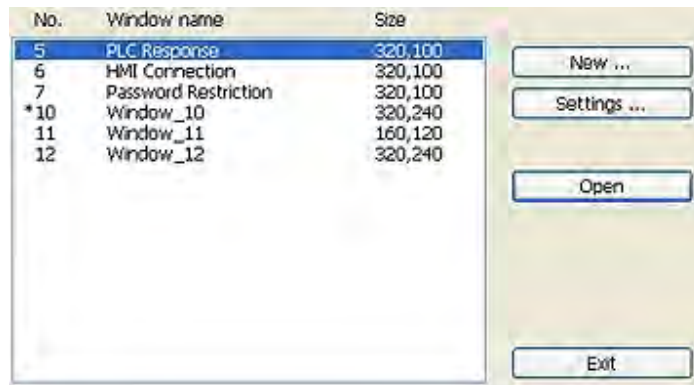 No. Window name Size
5 PLC Response 320,100
6 HMI Connection 320,100
7 Password Restriction 320,100
*10 Window_10 320,240
11 Window_11 160,120
12 Window_12 320,240
New ...
Settings ...
Open
Exit